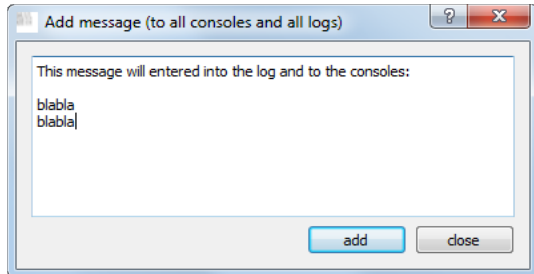 Add message (to all consoles and all logs)
?
X
This message will entered into the log and to the consoles:
blabla
blabla
add
close